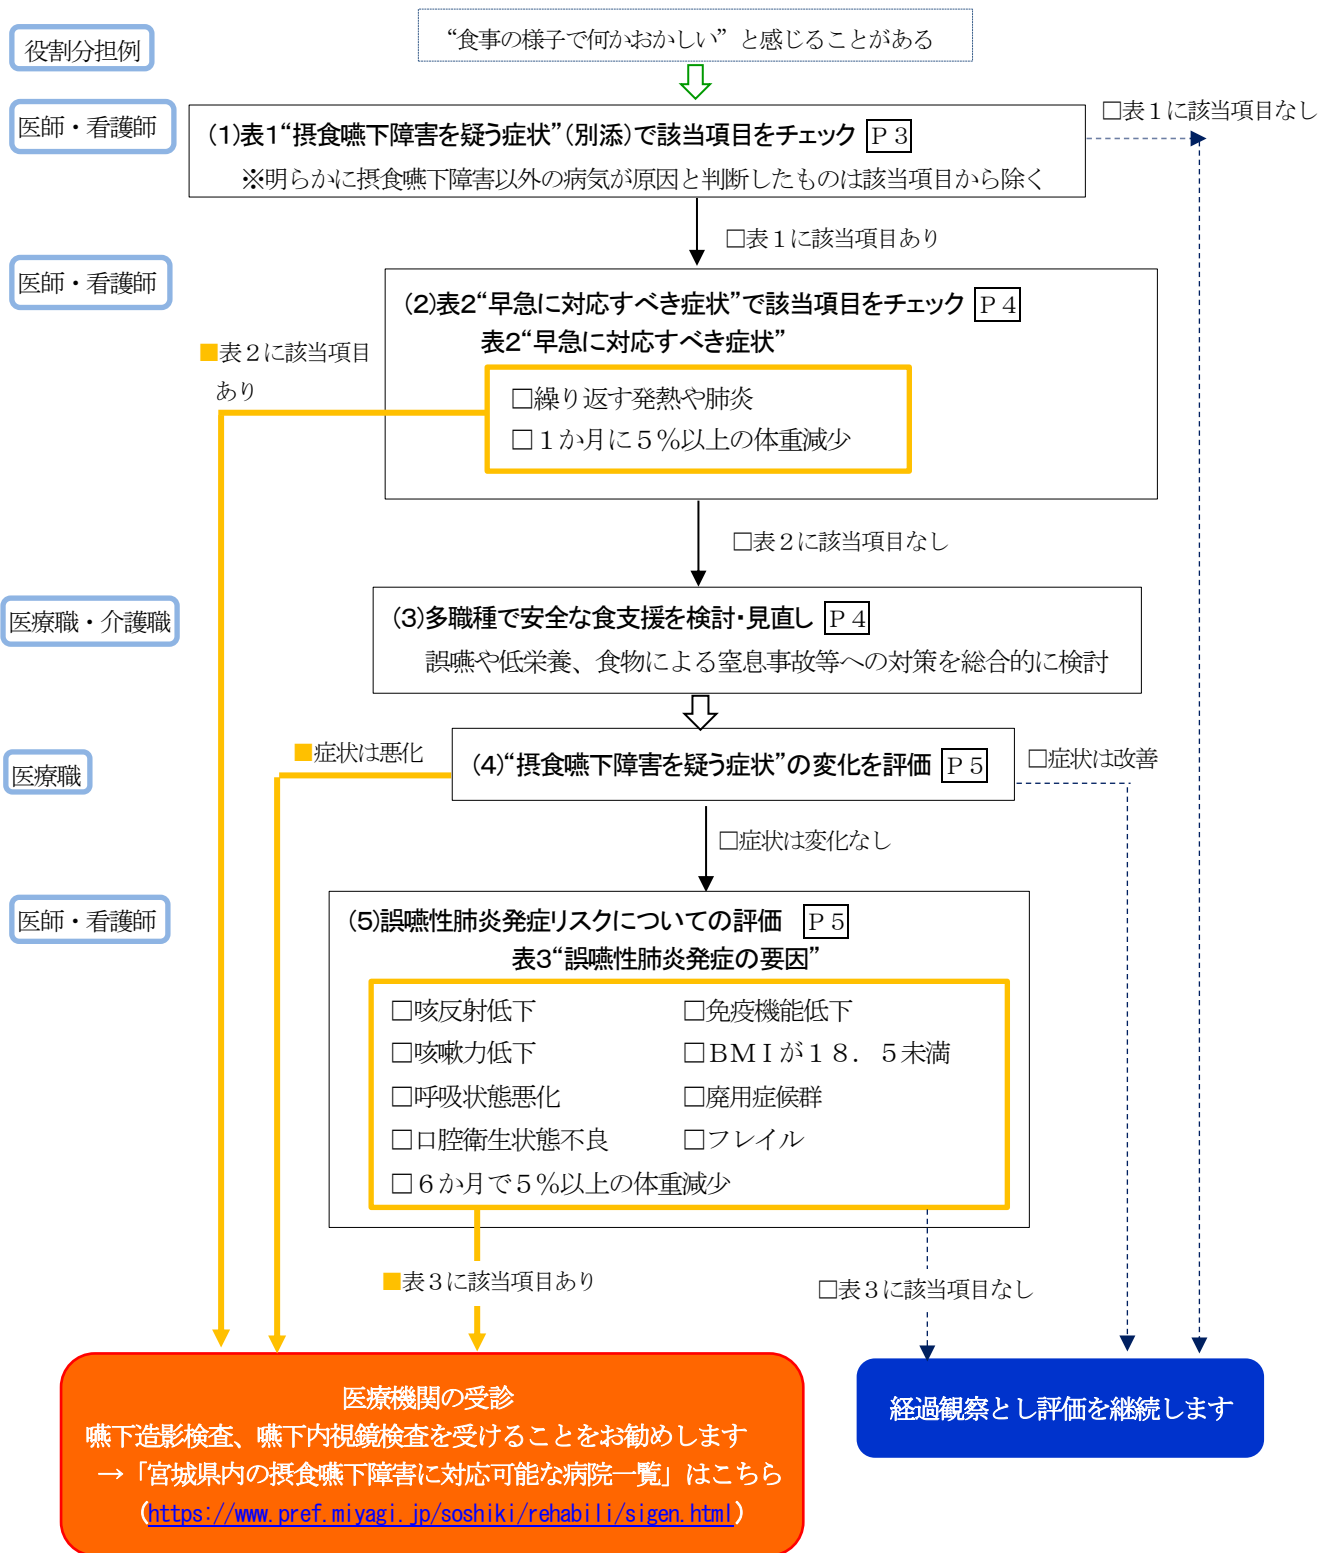 役割分担例
“食事の様子で何かおかしい”と感じることがある
医師・看護師
(1)表1“摂食嚥下障害を疑う症状”(別添)で該当項目をチェック P3
※明らかに摂食嚥下障害以外の病気が原因と判断したものは該当項目から除く
□表１に該当項目なし
□表１に該当項目あり
医師・看護師
(2)表2“早急に対応すべき症状”で該当項目をチェック P4
表2“早急に対応すべき症状”
■表２に該当項目
あり
□繰り返す発熱や肺炎
□１か月に５％以上の体重減少
□表２に該当項目なし
医療職・介護職
(3)多職種で安全な食支援を検討・見直し P4
誤嚥や低栄養、食物による窒息事故等への対策を総合的に検討
医療職
■症状は悪化
(4)“摂食嚥下障害を疑う症状”の変化を評価 P5
□症状は改善
□症状は変化なし
医師・看護師
(5)誤嚥性肺炎発症リスクについての評価 P5
表3“誤嚥性肺炎発症の要因”
□咳反射低下 □免疫機能低下
□咳嗽力低下 □ＢＭＩが１８．５未満
□呼吸状態悪化 □廃用症候群
□口腔衛生状態不良 □フレイル
□６か月で５％以上の体重減少
■表３に該当項目あり
□表３に該当項目なし
医療機関の受診
嚥下造影検査、嚥下内視鏡検査を受けることをお勧めします
→「宮城県内の摂食嚥下障害に対応可能な病院一覧」はこちら
(https://www.pref.miyagi.jp/soshiki/rehabili/sigen.html)
経過観察とし評価を継続します